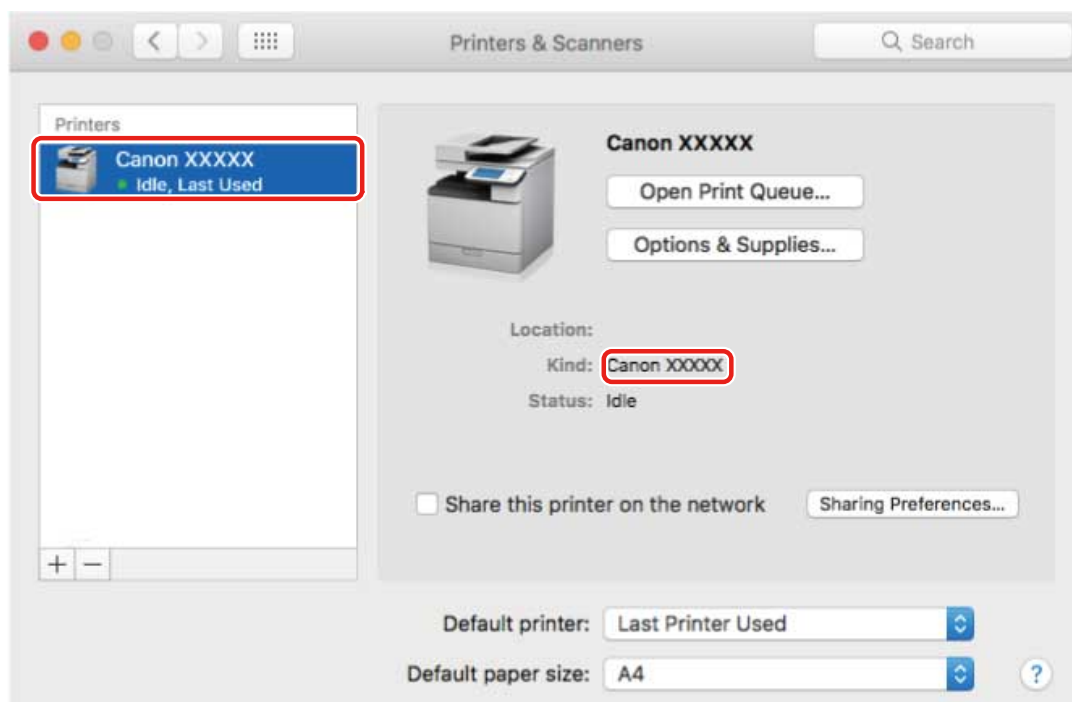 Printers & Scanners
Search
Printers
Canon XXXXX
Idle, Last Used
Canon XXXXX
Open Print Queue...
Options & Supplies...
Location:
Kind: Canon XXXXX
Status: Idle
Share this printer on the network
Sharing Preferences...
+ −
Default printer: Last Printer Used
Default paper size: A4
?